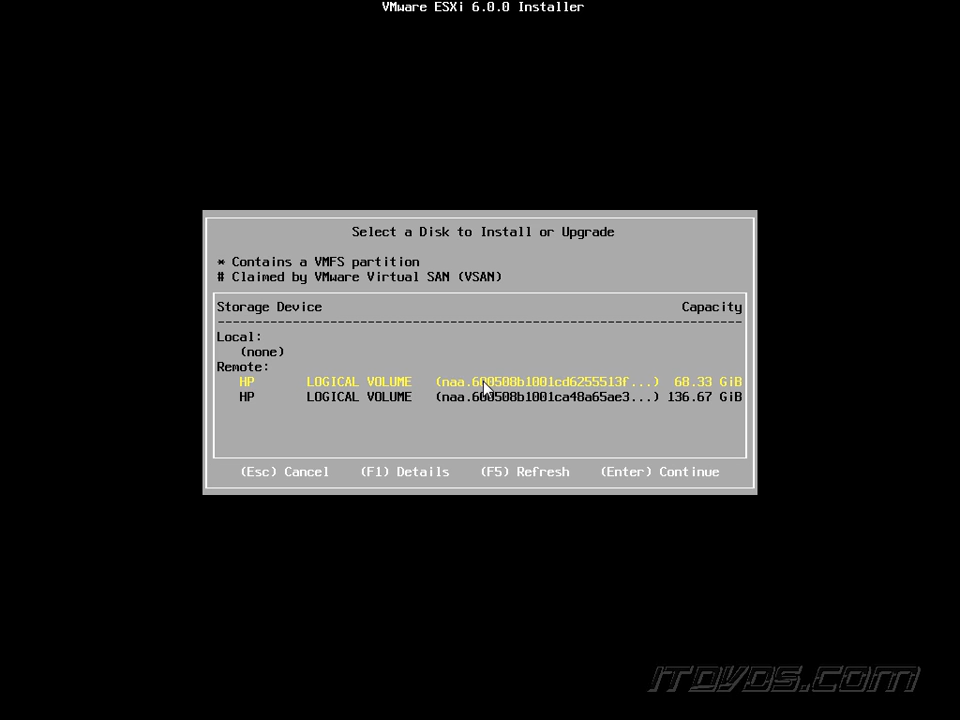 VMware ESXi 6.0.0 Installer
Select a Disk to Install or Upgrade
* Contains a VMFS partition
# Claimed by VMware Virtual SAN (VSAN)
Storage Device Capacity
--------------------------------------------------------------------
Local:
(none)
Remote:
HP LOGICAL VOLUME (naa.600508b1001cd6255513f...) 68.33 GiB
HP LOGICAL VOLUME (naa.600508b1001ca48a65ae3...) 136.67 GiB
(Esc) Cancel (F1) Details (F5) Refresh (Enter) Continue
ITDVDS.COM